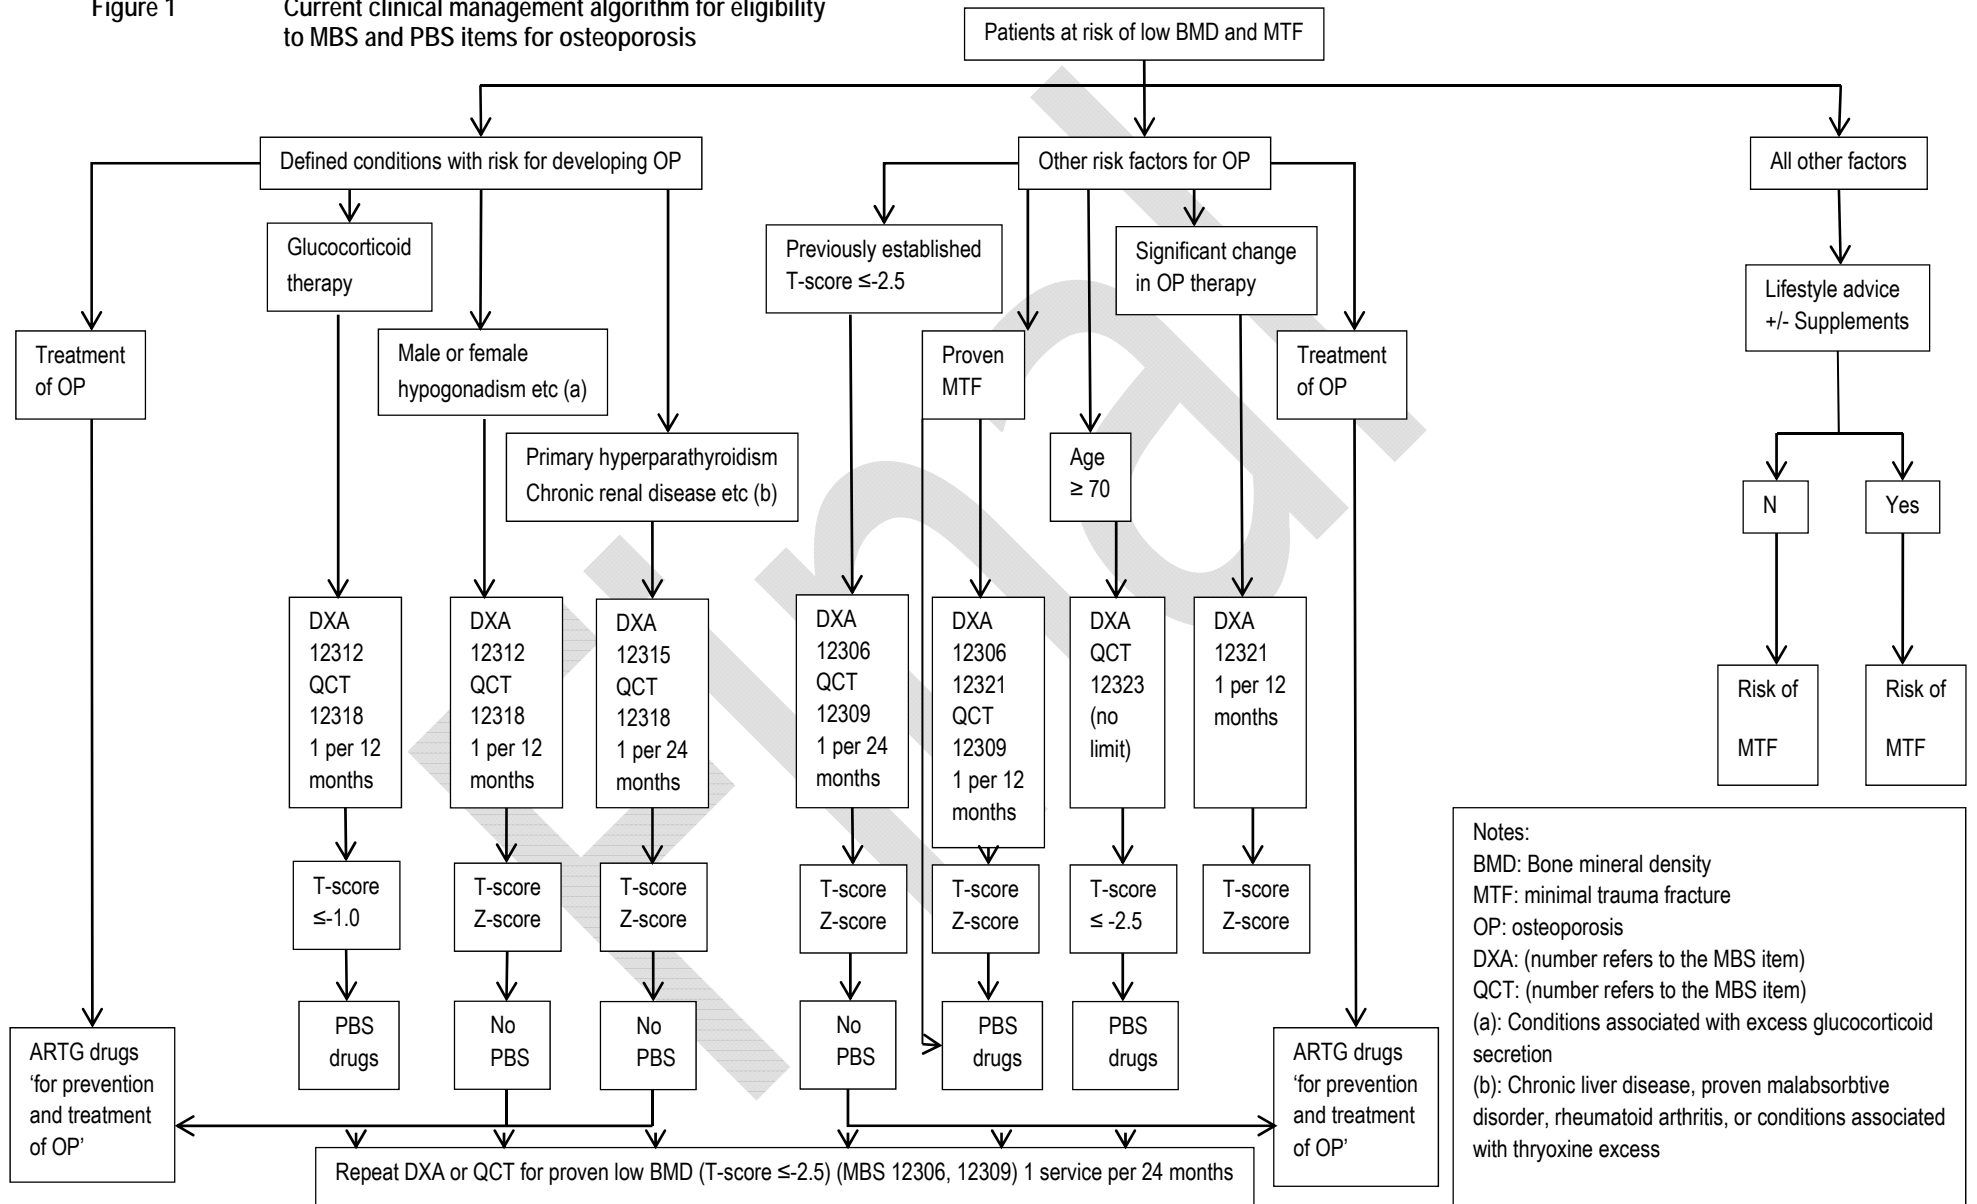 Figure 1
Current clinical management algorithm for eligibility
to MBS and PBS items for osteoporosis
Patients at risk of low BMD and MTF
Defined conditions with risk for developing OP
Other risk factors for OP
All other factors
Glucocorticoid
therapy
Previously established
T-score ≤-2.5
Significant change
in OP therapy
Lifestyle advice
+/- Supplements
Treatment
of OP
Male or female
hypogonadism etc (a)
Proven
MTF
Treatment
of OP
Primary hyperparathyroidism
Chronic renal disease etc (b)
Age
≥ 70
N
Yes
DXA
12312
QCT
12318
1 per 12
months
DXA
12312
QCT
12318
1 per 12
months
DXA
12315
QCT
12318
1 per 24
months
DXA
12306
QCT
12309
1 per 24
months
DXA
12306
12321
QCT
12309
1 per 12
months
DXA
QCT
12323
(no
limit)
DXA
12321
1 per 12
months
Risk of
MTF
Risk of
MTF
T-score
≤-1.0
T-score
Z-score
T-score
Z-score
T-score
Z-score
T-score
Z-score
T-score
≤ -2.5
T-score
Z-score
PBS
drugs
No
PBS
No
PBS
No
PBS
PBS
drugs
PBS
drugs
ARTG drugs
‘for prevention
and treatment
of OP’
ARTG drugs
‘for prevention
and treatment
of OP’
Repeat DXA or QCT for proven low BMD (T-score ≤-2.5) (MBS 12306, 12309) 1 service per 24 months
Notes:
BMD: Bone mineral density
MTF: minimal trauma fracture
OP: osteoporosis
DXA: (number refers to the MBS item)
QCT: (number refers to the MBS item)
(a): Conditions associated with excess glucocorticoid
secretion
(b): Chronic liver disease, proven malabsorbtive
disorder, rheumatoid arthritis, or conditions associated
with thryoxine excess
Final